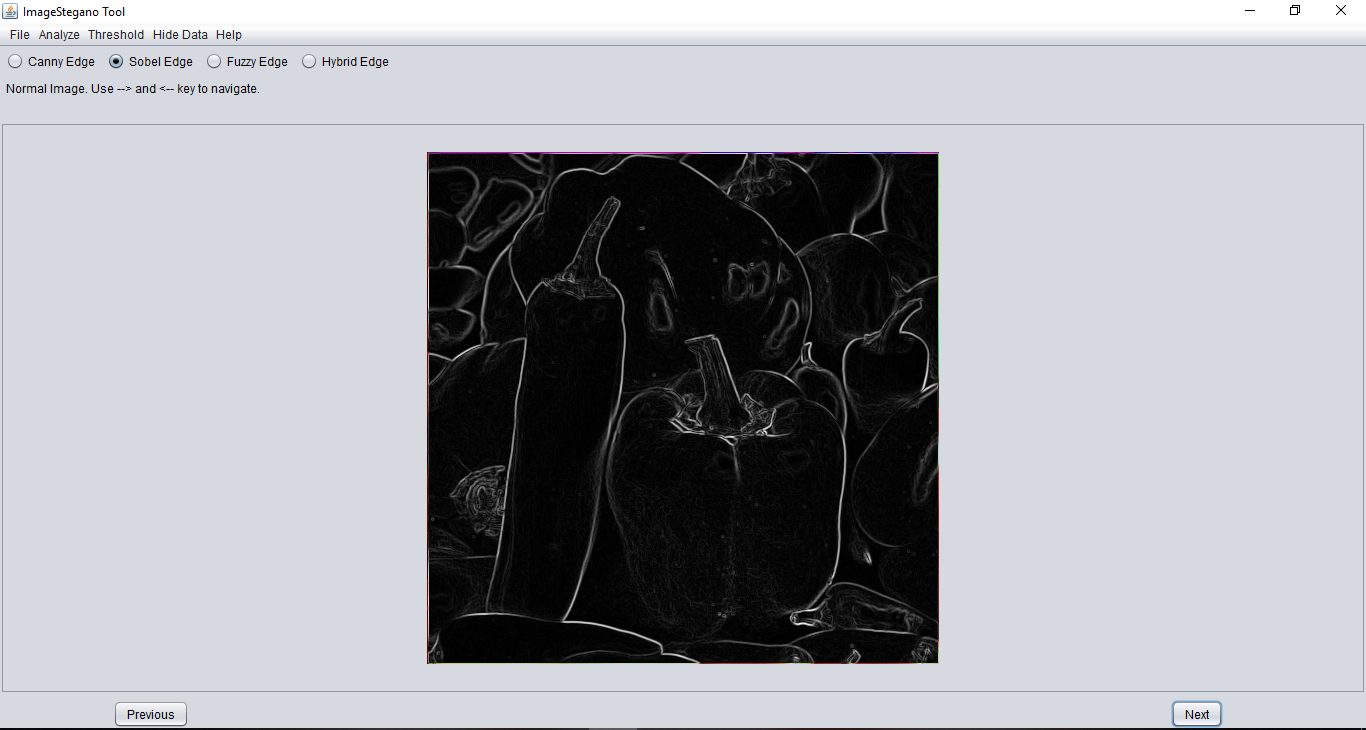 ImageStegano Tool
File Analyze Threshold Hide Data Help
Canny Edge Sobel Edge Fuzzy Edge Hybrid Edge
Normal Image. Use --> and <-- key to navigate.
Previous Next